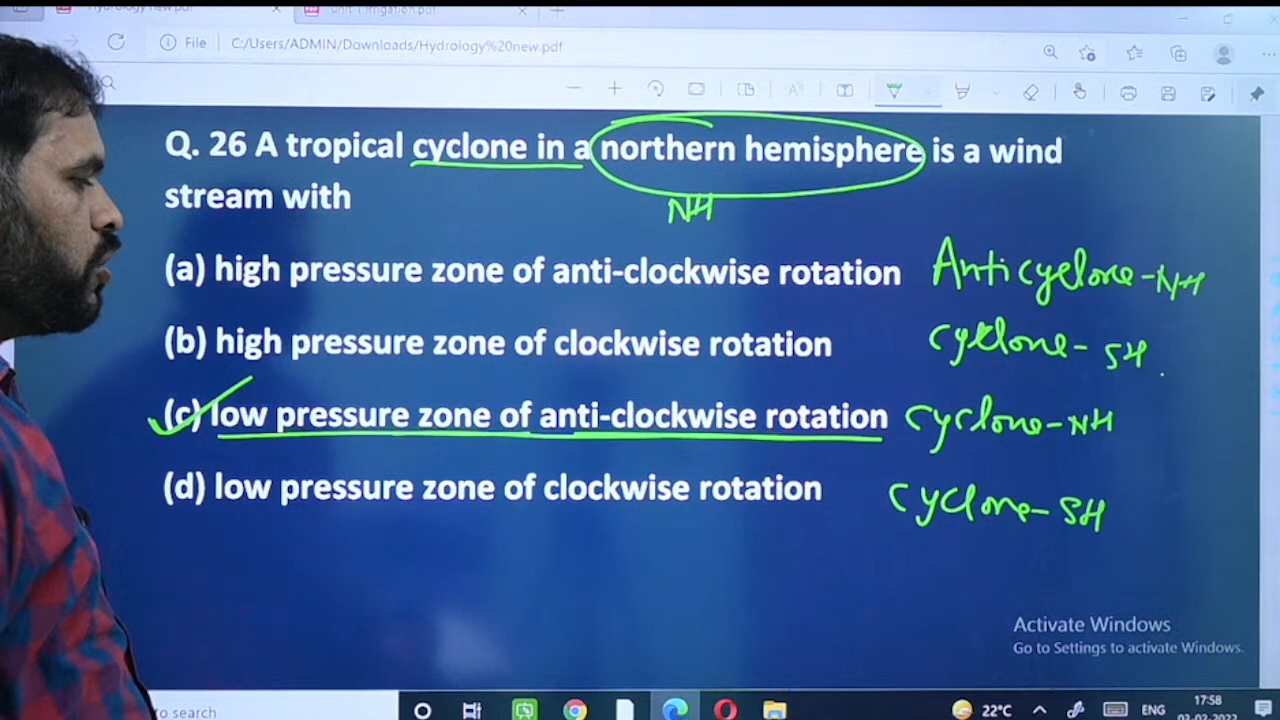 File C:/Users/ADMIN/Downloads/Hydrology%20new.pdf
Q. 26 A tropical cyclone in a northern hemisphere is a wind
stream with
NH
(a) high pressure zone of anti-clockwise rotation Anticyclone-NH
(b) high pressure zone of clockwise rotation cyclone- SH.
(c) low pressure zone of anti-clockwise rotation cyclone-NH
(d) low pressure zone of clockwise rotation cyclone-SH
Activate Windows
Go to Settings to activate Windows.
to search
22°C ENG 17:58